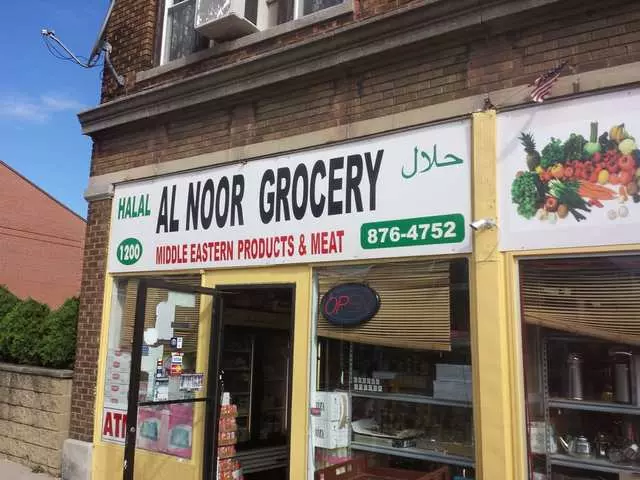 HALAL
AL NOOR GROCERY
حلال
1200
MIDDLE EASTERN PRODUCTS & MEAT
876-4752
OPEN
ATM